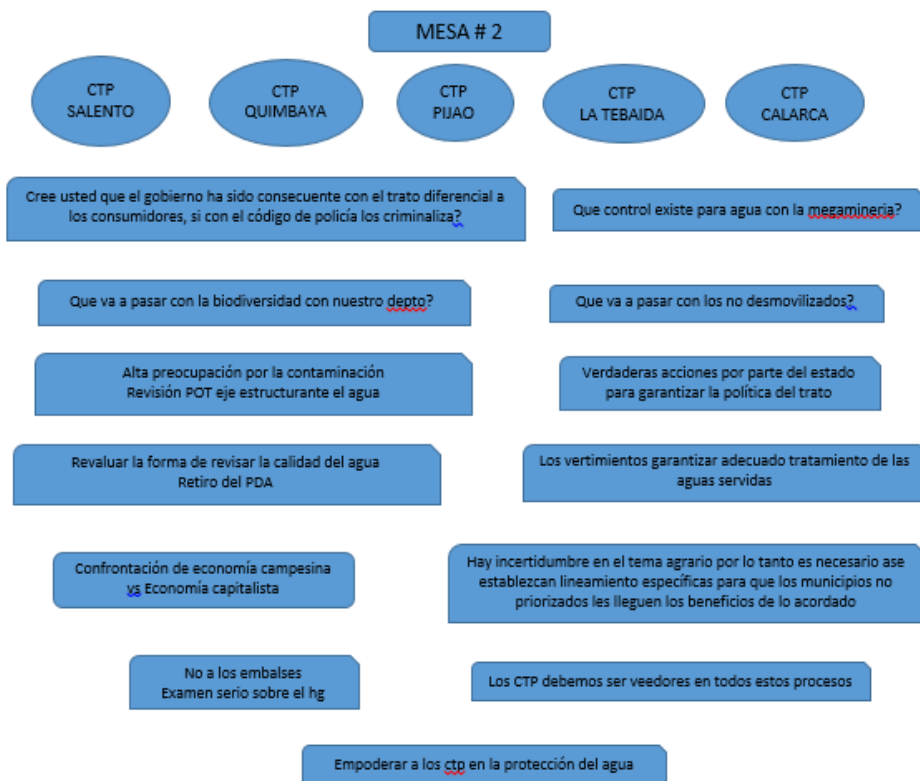 MESA # 2
CTP
SALENTO
CTP
QUIMBAYA
CTP
PIJAO
CTP
LA TEBAIDA
CTP
CALARCA
Cree usted que el gobierno ha sido consecuente con el trato diferencial a
los consumidores, si con el código de policía los criminaliza?
Que control existe para agua con la megamineria?
Que va a pasar con la biodiversidad con nuestro depto?
Que va a pasar con los no desmovilizados?
Alta preocupación por la contaminación
Revisión POT eje estructurante el agua
Verdaderas acciones por parte del estado
para garantizar la política del trato
Revaluar la forma de revisar la calidad del agua
Retiro del PDA
Los vertimientos garantizar adecuado tratamiento de las
aguas servidas
Confrontación de economía campesina
vs Economía capitalista
Hay incertidumbre en el tema agrario por lo tanto es necesario ase
establezcan lineamiento específicas para que los municipios no
priorizados les lleguen los beneficios de lo acordado
No a los embalses
Examen serio sobre el hg
Los CTP debemos ser veedores en todos estos procesos
Empoderar a los ctp en la protección del agua